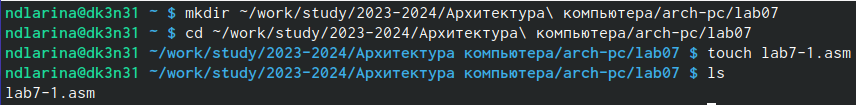 ndlarina@dk3n31 ~ $ mkdir ~/work/study/2023-2024/Архитектура\ компьютера/arch-pc/lab07
ndlarina@dk3n31 ~ $ cd ~/work/study/2023-2024/Архитектура\ компьютера/arch-pc/lab07
ndlarina@dk3n31 ~/work/study/2023-2024/Архитектура компьютера/arch-pc/lab07 $ touch lab7-1.asm
ndlarina@dk3n31 ~/work/study/2023-2024/Архитектура компьютера/arch-pc/lab07 $ ls
lab7-1.asm